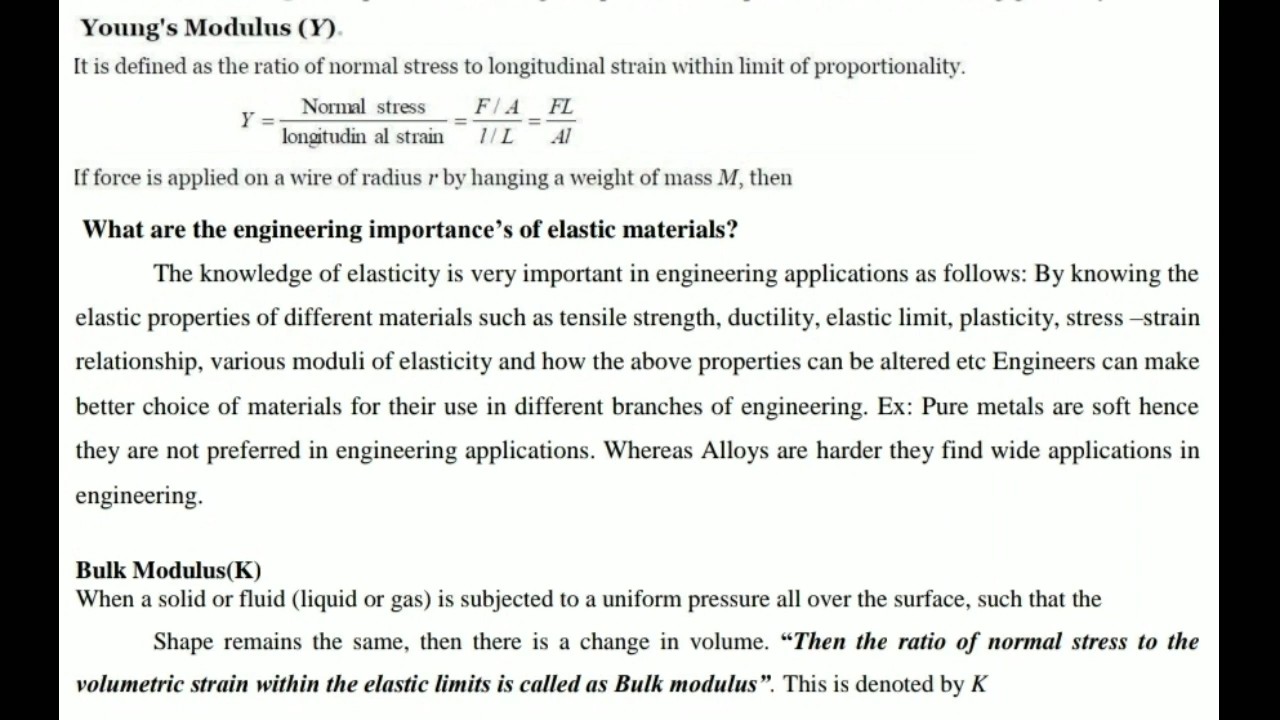 Young's Modulus (Y).
It is defined as the ratio of normal stress to longitudinal strain within limit of proportionality.
Y = Normal stress / longitudin al strain = F / A / l / L = FL / Al
If force is applied on a wire of radius r by hanging a weight of mass M, then
What are the engineering importance’s of elastic materials?
The knowledge of elasticity is very important in engineering applications as follows: By knowing the
elastic properties of different materials such as tensile strength, ductility, elastic limit, plasticity, stress –strain
relationship, various moduli of elasticity and how the above properties can be altered etc Engineers can make
better choice of materials for their use in different branches of engineering. Ex: Pure metals are soft hence
they are not preferred in engineering applications. Whereas Alloys are harder they find wide applications in
engineering.
Bulk Modulus(K)
When a solid or fluid (liquid or gas) is subjected to a uniform pressure all over the surface, such that the
Shape remains the same, then there is a change in volume. “Then the ratio of normal stress to the
volumetric strain within the elastic limits is called as Bulk modulus”. This is denoted by K